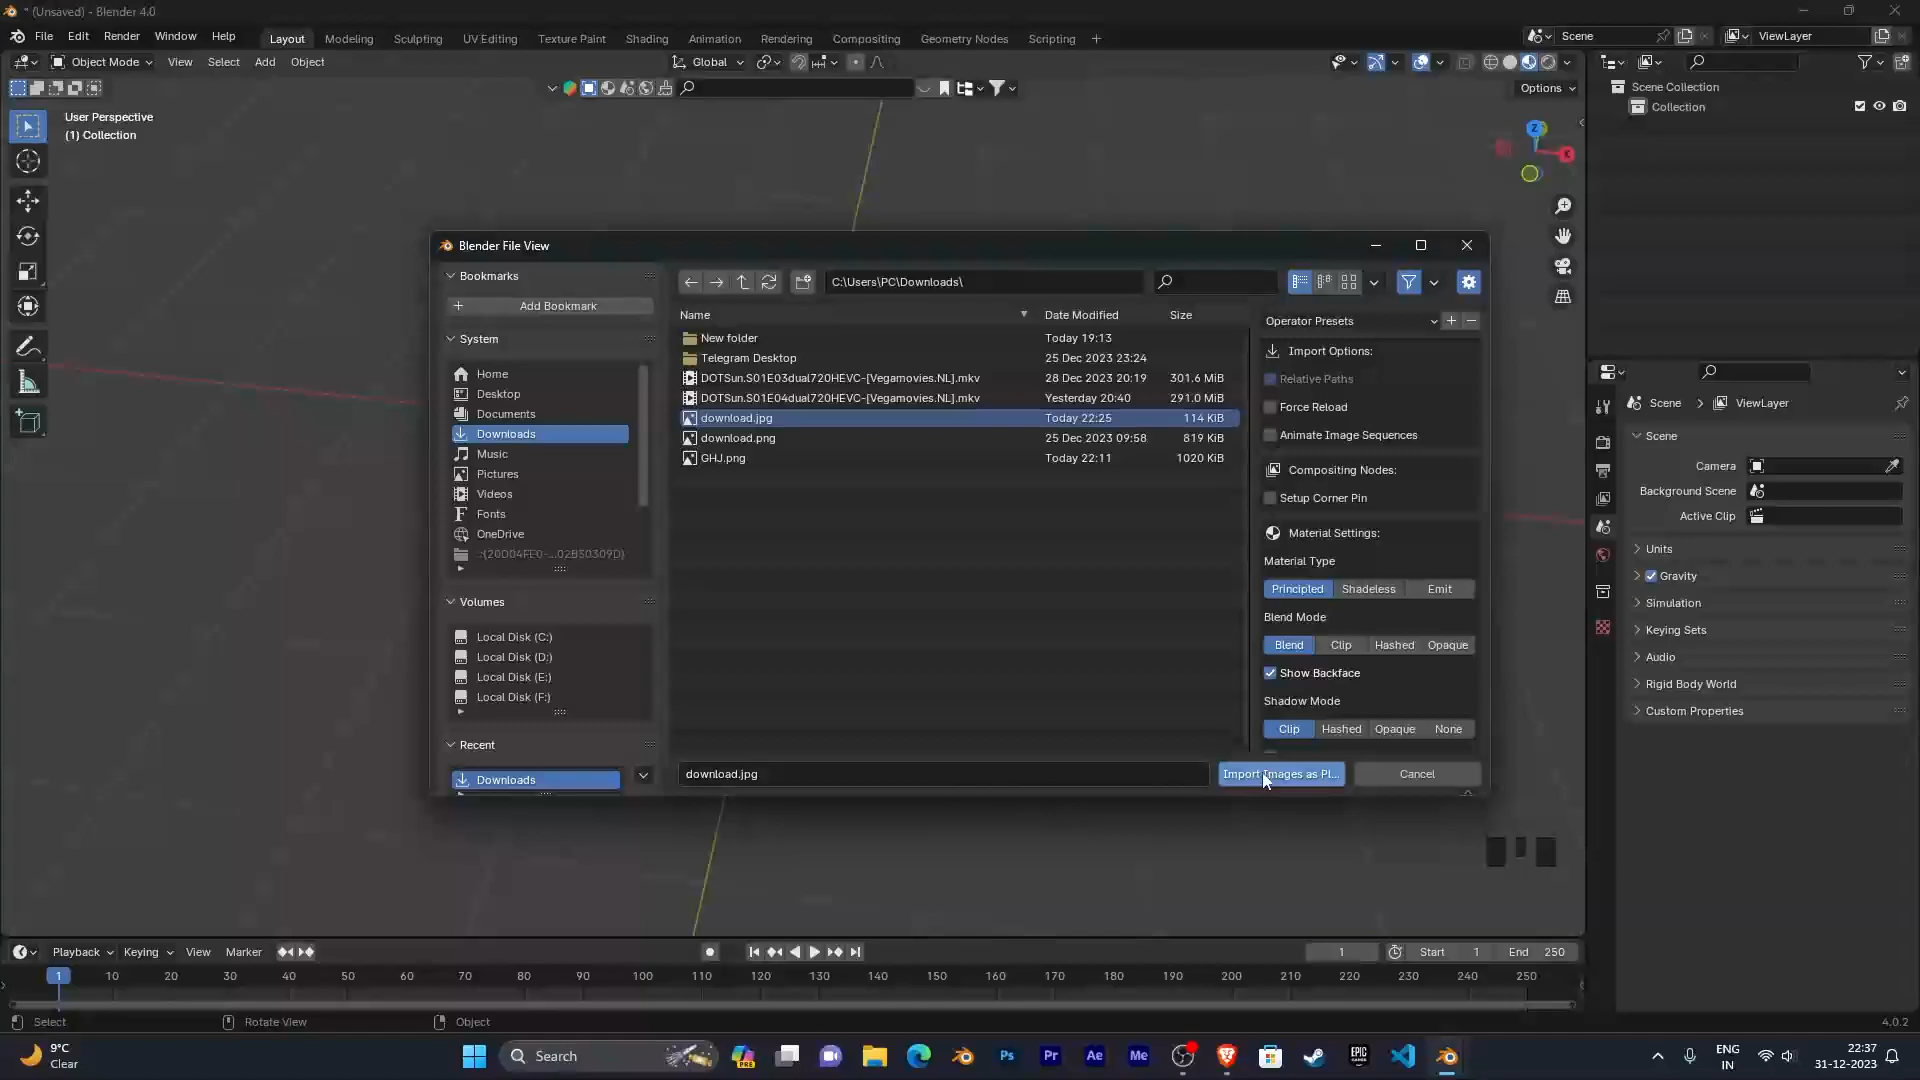 * (Unsaved) - Blender 4.0
File Edit Render Window Help
Layout Modeling Sculpting UV Editing Texture Paint Shading Animation Rendering Compositing Geometry Nodes Scripting +
Scene
ViewLayer
Object Mode View Select Add Object
Global
Options
User Perspective
(1) Collection
Z
X
Scene Collection
Collection
Blender File View
Bookmarks
+ Add Bookmark
System
Home
Desktop
Documents
Downloads
Music
Pictures
Videos
Fonts
OneDrive
.:{20D04FE0-...02B30309D}
Volumes
Local Disk (C:)
Local Disk (D:)
Local Disk (E:)
Local Disk (F:)
Recent
Downloads
C:\Users\PC\Downloads\
Name Date Modified Size
New folder Today 19:13
Telegram Desktop 25 Dec 2023 23:24
DOTSun.S01E03dual720HEVC-[Vegamovies.NL].mkv 28 Dec 2023 20:19 301.6 MiB
DOTSun.S01E04dual720HEVC-[Vegamovies.NL].mkv Yesterday 20:40 291.0 MiB
download.jpg Today 22:25 114 KiB
download.png 25 Dec 2023 09:58 819 KiB
GHJ.png Today 22:11 1020 KiB
Operator Presets
Import Options:
Relative Paths
Force Reload
Animate Image Sequences
Compositing Nodes:
Setup Corner Pin
Material Settings:
Material Type
Principled Shadeless Emit
Blend Mode
Blend Clip Hashed Opaque
Show Backface
Shadow Mode
Clip Hashed Opaque None
download.jpg
Import Images as Pl...
Cancel
Scene > ViewLayer
Scene
Camera
Background Scene
Active Clip
Units
Gravity
Simulation
Keying Sets
Audio
Rigid Body World
Custom Properties
Playback Keying View Marker
1 Start 1 End 250
1 10 20 30 40 50 60 70 80 90 100 110 120 130 140 150 160 170 180 190 200 210 220 230 240 250
Select Rotate View Object
4.0.2
9°C
Clear
Search
PRE
Ps
Pr
Ae
Me
EPIC GAMES
ENG
IN
22:37
31-12-2023